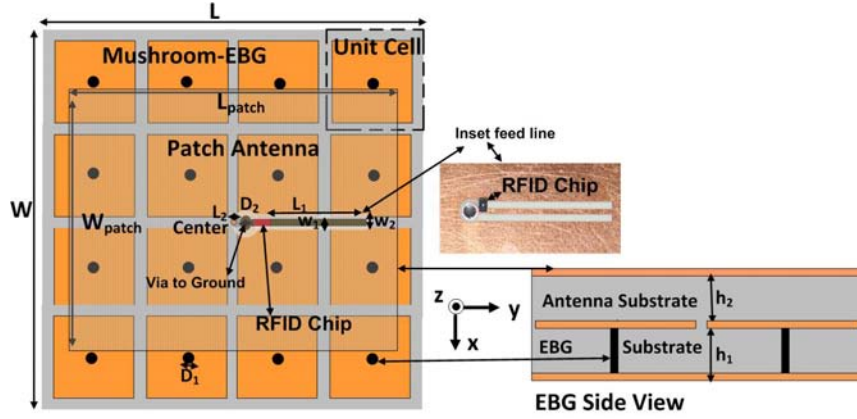 L
Mushroom-EBG
Unit Cell
Lpatch
Inset feed line
Patch Antenna
RFID Chip
W
L2
D2
L1
Center
w1
w2
Wpatch
Via to Ground
z
y
x
Antenna Substrate
h2
RFID Chip
EBG
Substrate
h1
D1
EBG Side View